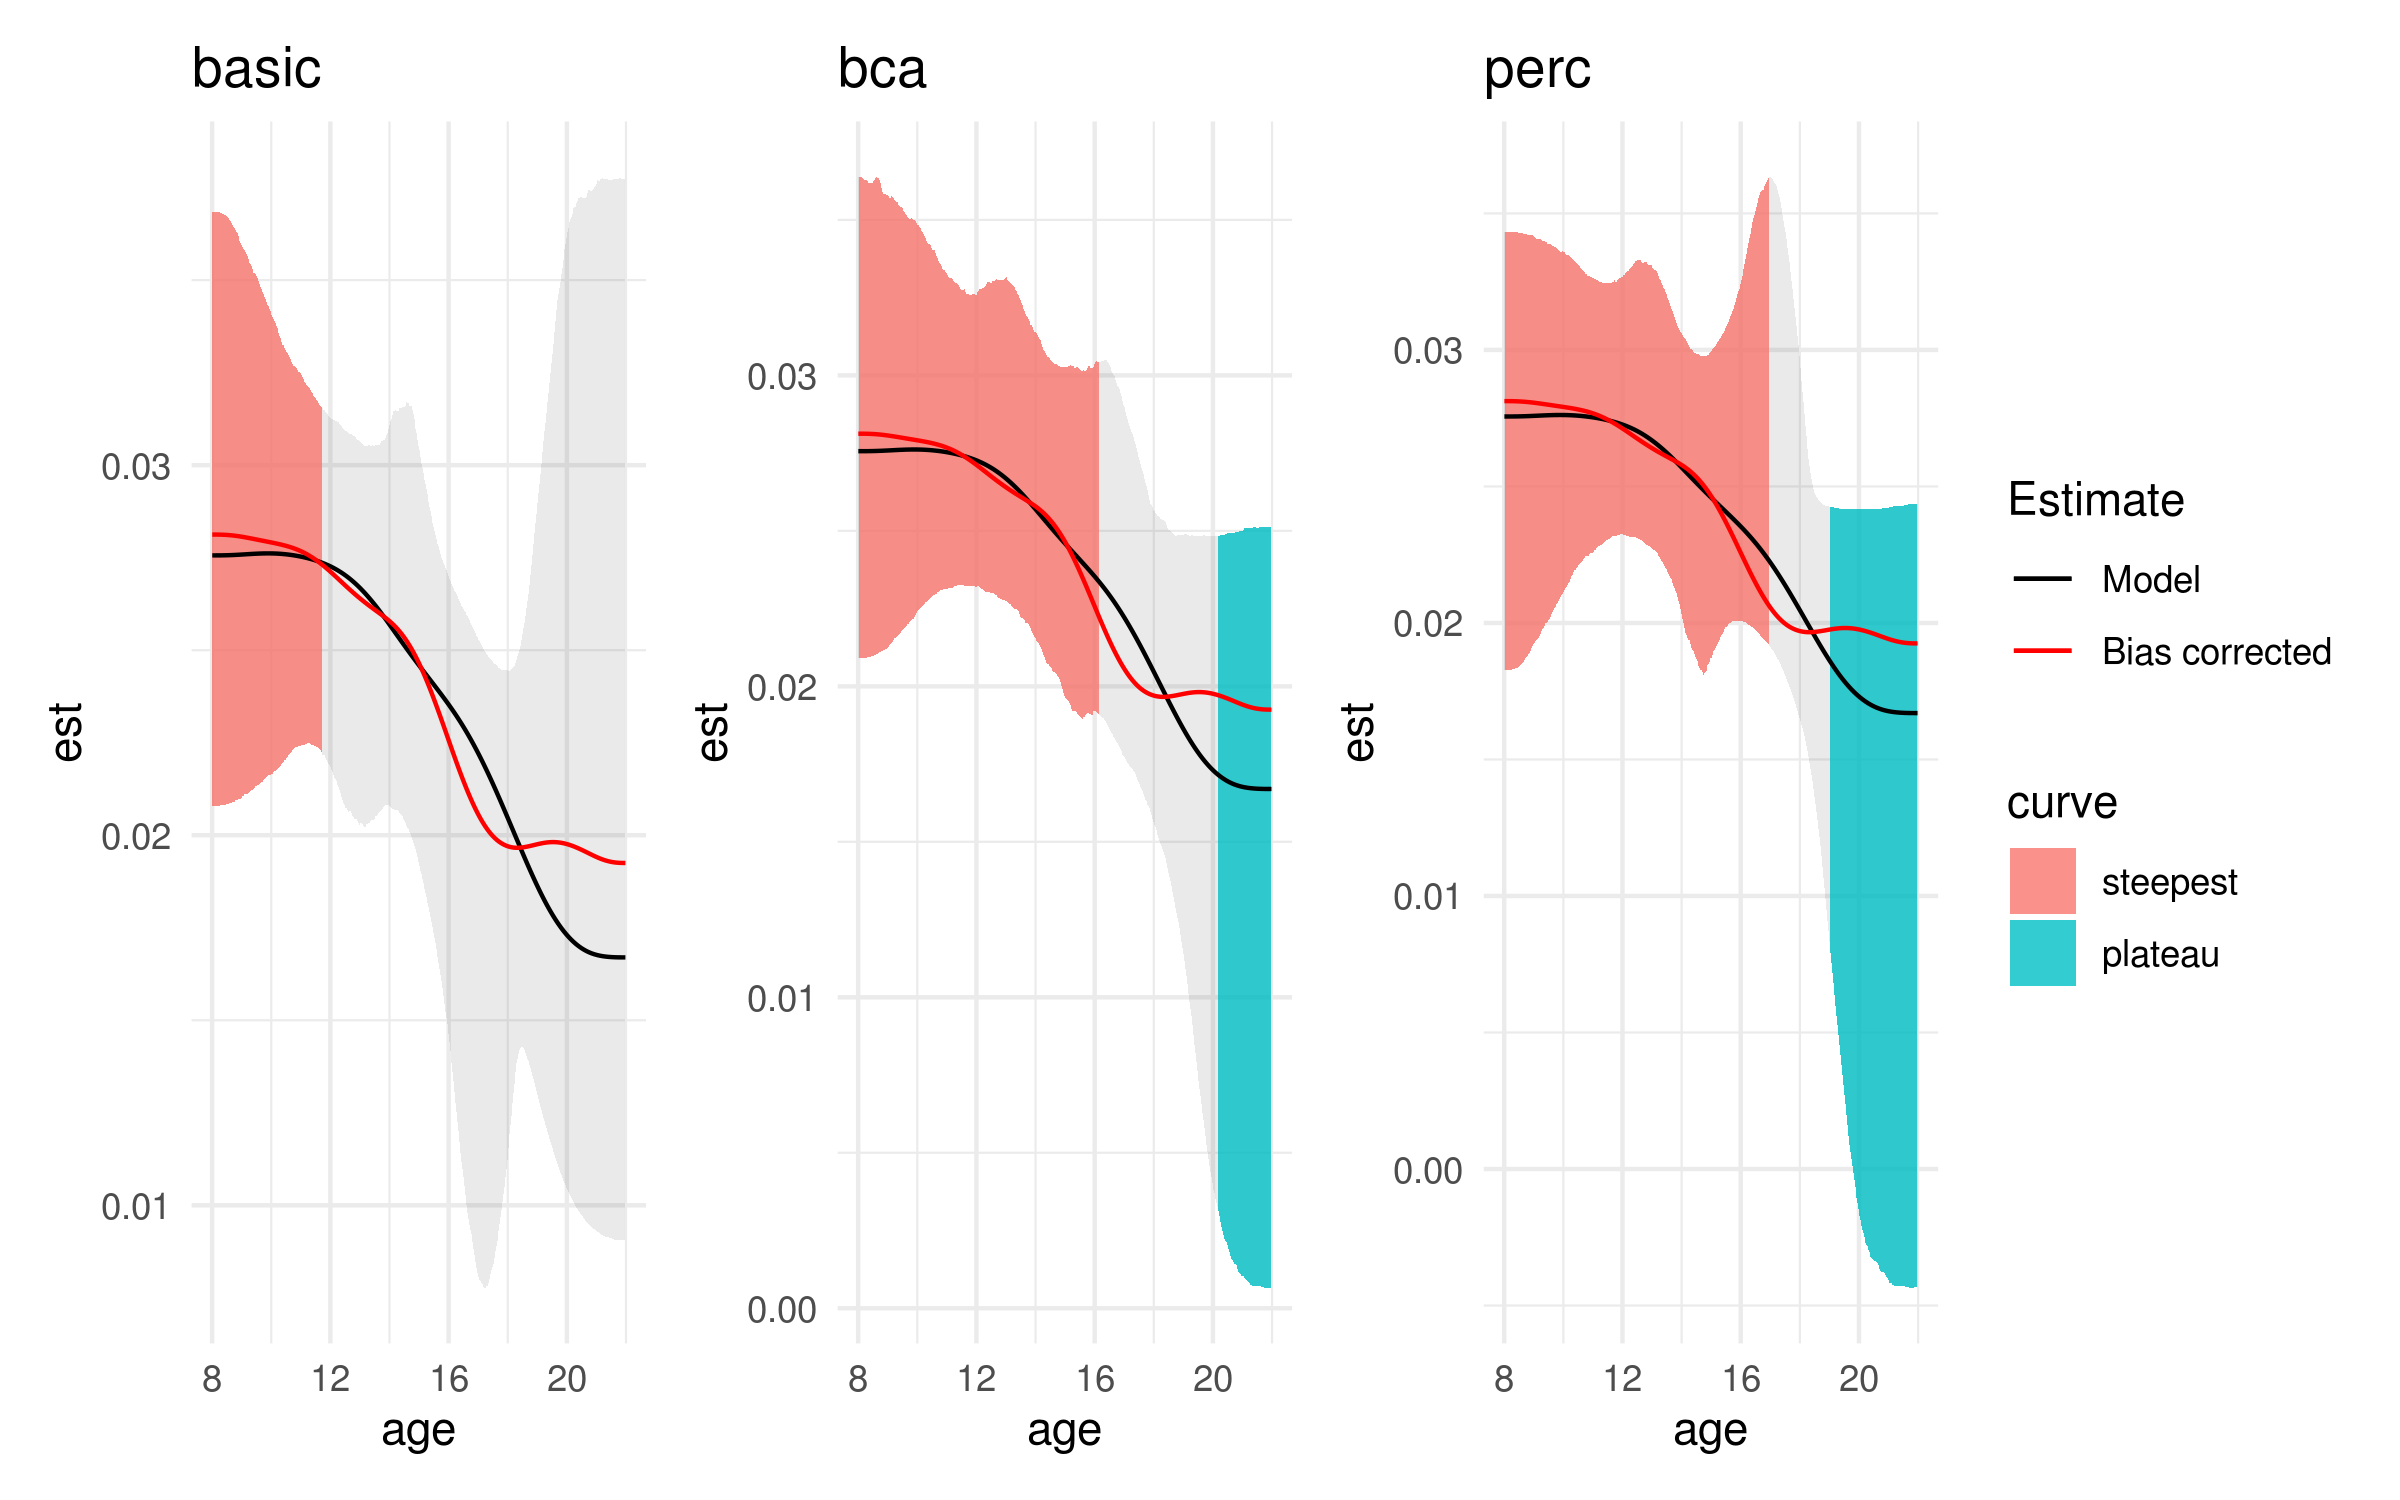 basic
bca
perc
0.03
0.02
0.01
est
8 12 16 20
age
0.03
0.02
0.01
0.00
est
8 12 16 20
age
0.03
0.02
0.01
0.00
est
8 12 16 20
age
Estimate
Model
Bias corrected
curve
steepest
plateau